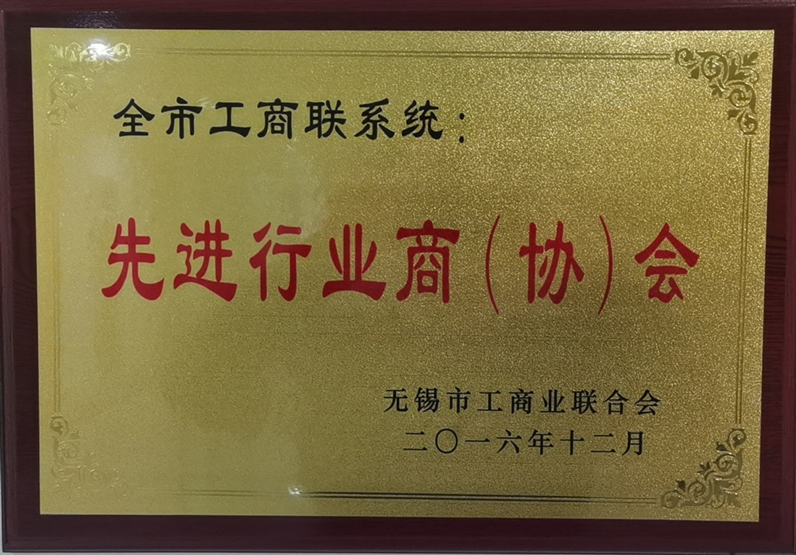 全市工商联系统：
先进行业商（协）会
无锡市工商业联合会
二〇一六年十二月